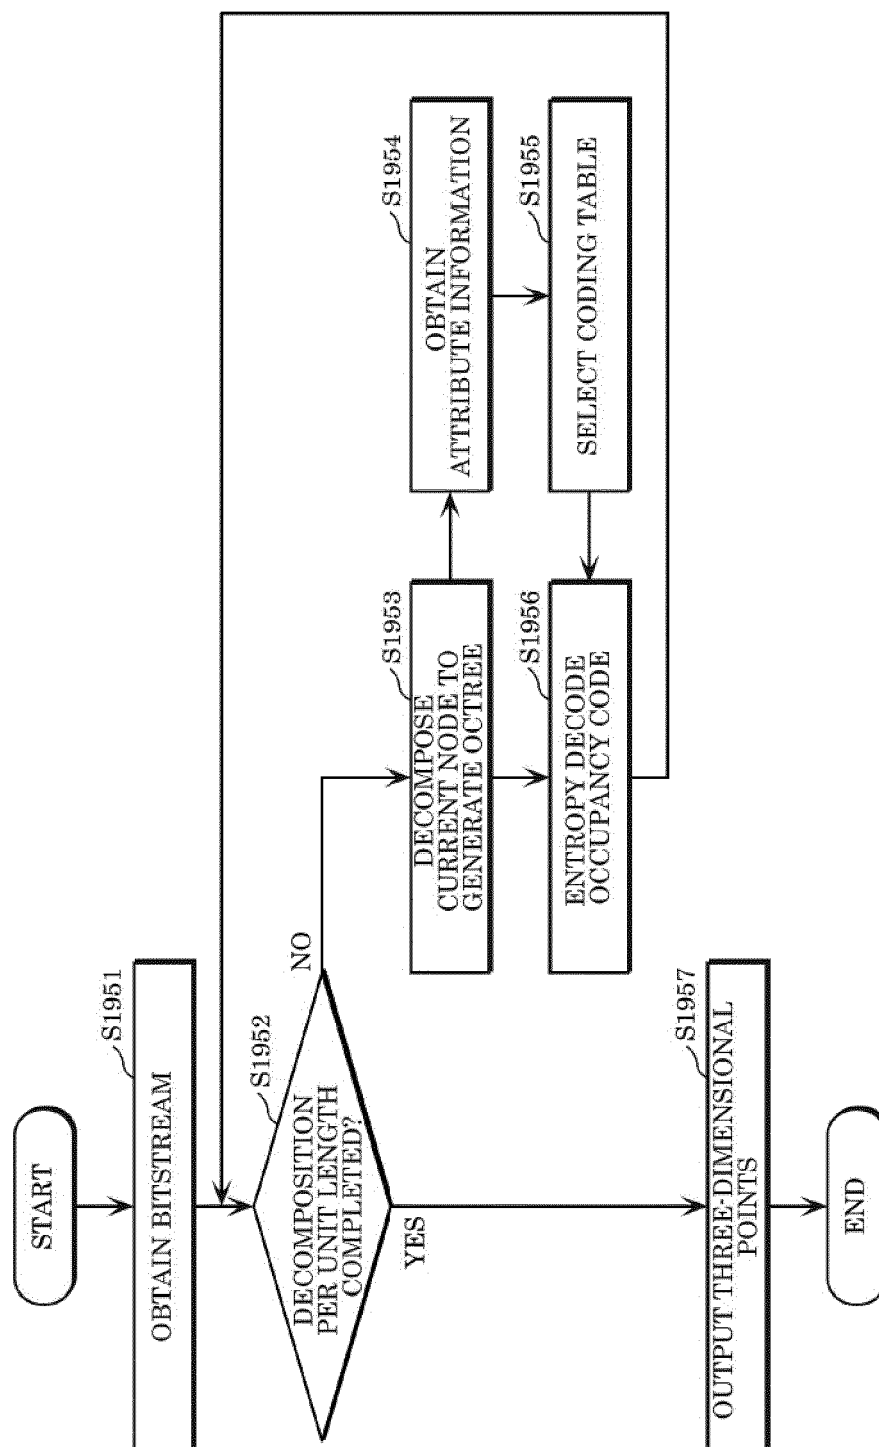 START
S1951
OBTAIN BITSTREAM
S1952
DECOMPOSITION
PER UNIT LENGTH
COMPLETED?
NO
YES
S1953
DECOMPOSE
CURRENT NODE TO
GENERATE OCTREE
S1954
OBTAIN
ATTRIBUTE INFORMATION
S1955
SELECT CODING TABLE
S1956
ENTROPY DECODE
OCCUPANCY CODE
S1957
OUTPUT THREE-DIMENSIONAL
POINTS
END